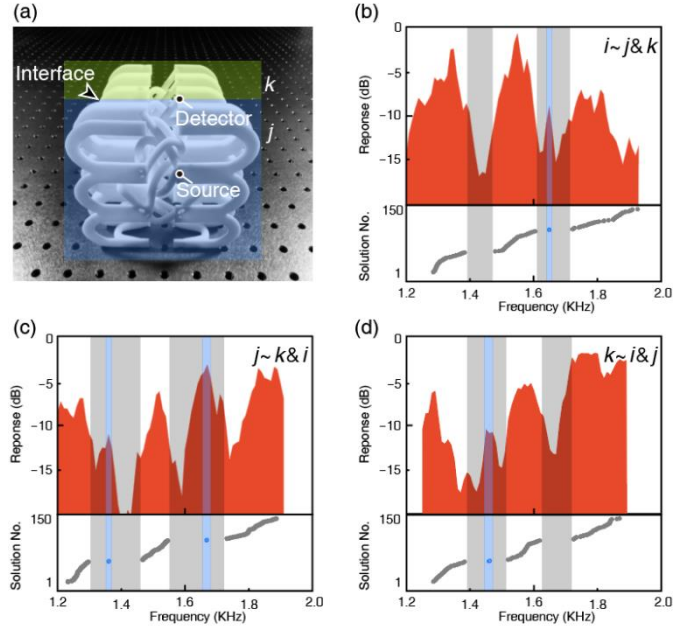 (a)
Interface
k
Detector
j
Source
(b)
i~ j & k
Reponse (dB)
0
−5
−10
−15
Solution No.
150
1
1.2 1.4 1.6 1.8 2.0
Frequency (KHz)
(c)
j~ k & i
Reponse (dB)
0
−5
−10
−15
Solution No.
150
1
1.2 1.4 1.6 1.8 2.0
Frequency (KHz)
(d)
k~ i & j
Reponse (dB)
0
−5
−10
−15
Solution No.
150
1
1.2 1.4 1.6 1.8 2.0
Frequency (KHz)